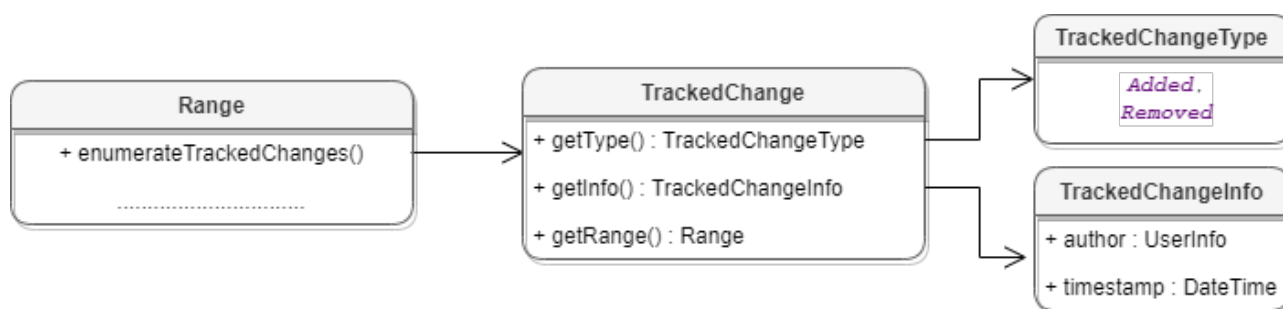 Range
+ enumerateTrackedChanges()
................................
TrackedChange
+ getType() : TrackedChangeType
+ getInfo() : TrackedChangeInfo
+ getRange() : Range
TrackedChangeType
Added,
Removed
TrackedChangeInfo
+ author : UserInfo
+ timestamp : DateTime